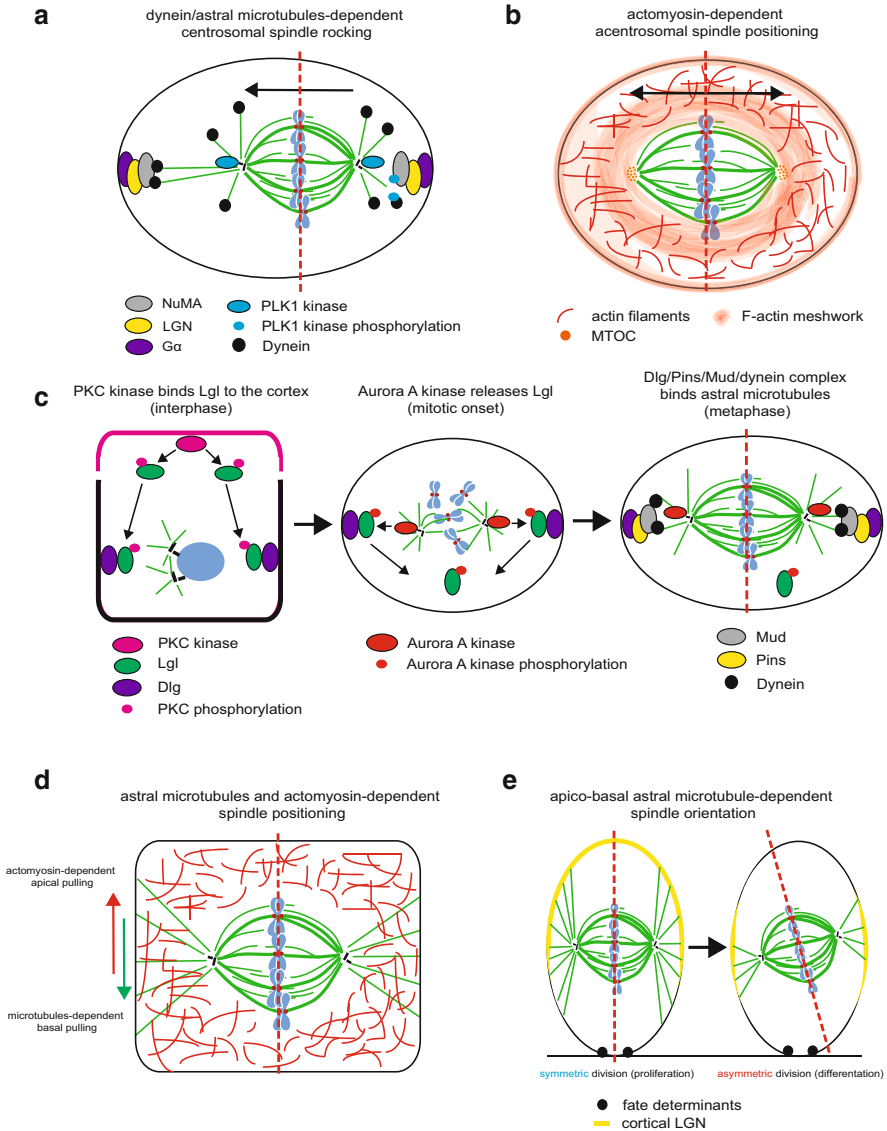 a
dynein/astral microtubules-dependent
centrosomal spindle rocking
NuMA
LGN
Gα
PLK1 kinase
PLK1 kinase phosphorylation
Dynein
b
actomyosin-dependent
acentrosomal spindle positioning
actin filaments
MTOC
F-actin meshwork
c
PKC kinase binds Lgl to the cortex
(interphase)
Aurora A kinase releases Lgl
(mitotic onset)
Dlg/Pins/Mud/dynein complex
binds astral microtubules
(metaphase)
PKC kinase
Lgl
Dlg
PKC phosphorylation
Aurora A kinase
Aurora A kinase phosphorylation
Mud
Pins
Dynein
d
astral microtubules and actomyosin-dependent
spindle positioning
actomyosin-dependent
apical pulling
microtubules-dependent
basal pulling
e
apico-basal astral microtubule-dependent
spindle orientation
symmetric division (proliferation)
asymmetric division (differentation)
fate determinants
cortical LGN